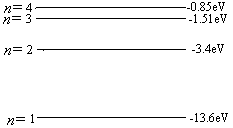 n = 4 -0.85eV
n = 3 -1.51eV
n = 2 -3.4eV
n = 1 -13.6eV